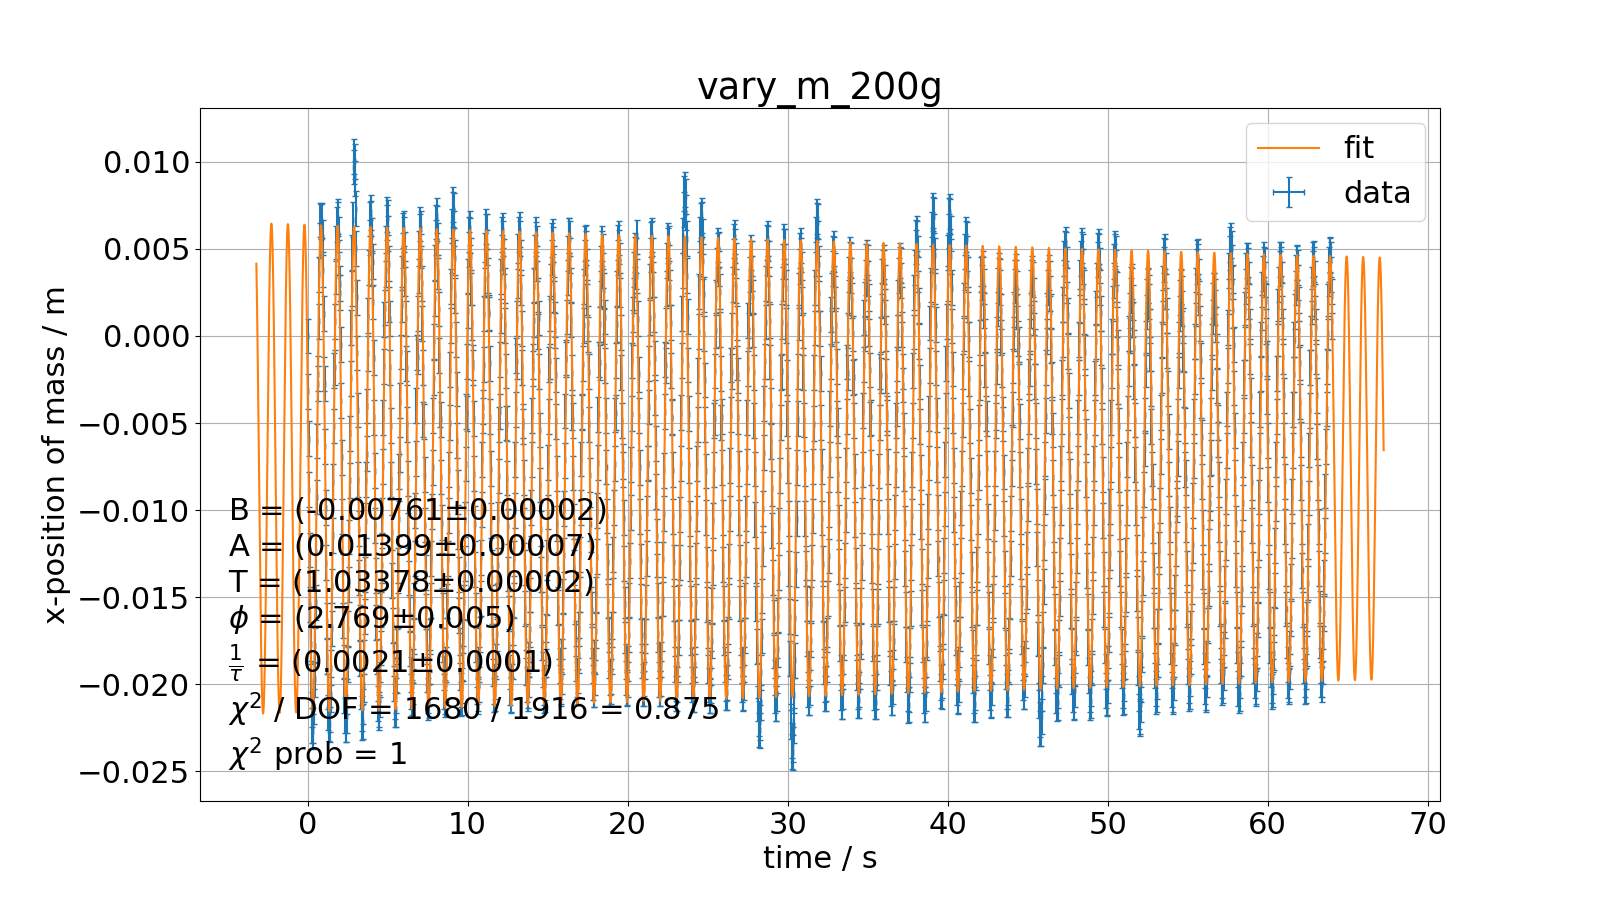 vary_m_200g
fit
data
0.010
0.005
0.000
−0.005
−0.010
−0.015
−0.020
−0.025
x-position of mass / m
B = (-0.00761±0.00002)
A = (0.01399±0.00007)
T = (1.03378±0.00002)
ϕ = (2.769±0.005)
1/τ = (0.0021±0.0001)
χ² / DOF = 1680 / 1916 = 0.875
χ² prob = 1
0 10 20 30 40 50 60 70
time / s